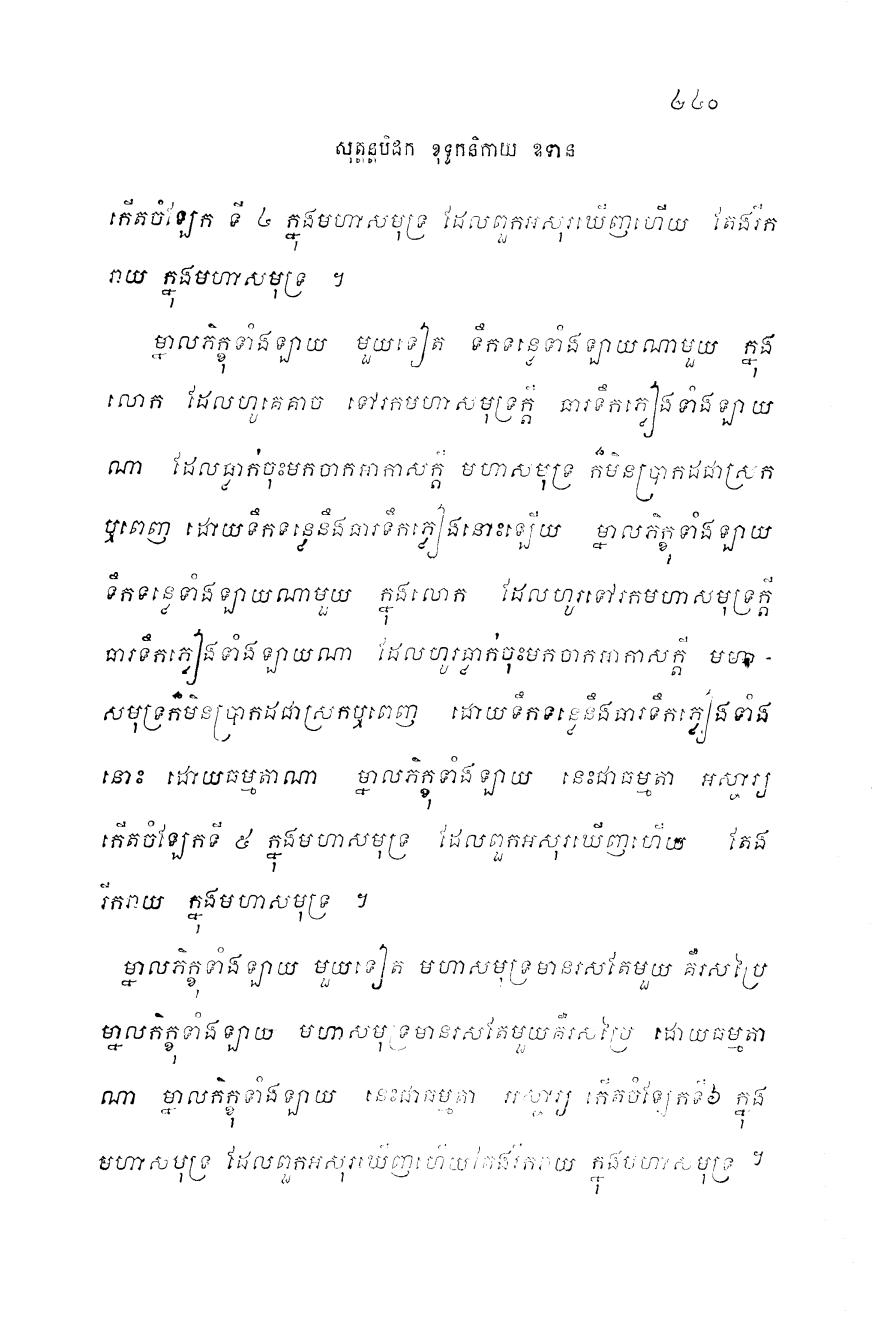 ៤៤០
សុត្តន្តបិដក ខុទ្ទកនិកាយ ឧទាន
កើតចំឡែក ទី ៤ ក្នុងមហាសមុទ្រ ដែលពួកអសុរឃើញហើយ តែងរីក
រាយ ក្នុងមហាសមុទ្រ ។
ម្នាលភិក្ខុទាំងឡាយ មួយទៀត ទឹកទន្លេទាំងឡាយណាមួយ ក្នុង
លោក ដែលហូរគេគាច ទៅរកមហាសមុទ្រក្តី ធារទឹកភ្លៀងទាំងឡាយ
ណា ដែលធ្លាក់ចុះមកចាកអាកាសក្តី មហាសមុទ្រ ក៏មិនប្រាកដជាស្រក
ឬពេញ ដោយទឹកទន្លេនឹងធារទឹកភ្លៀងនោះឡើយ ម្នាលភិក្ខុទាំងឡាយ
ទឹកទន្លេទាំងឡាយណាមួយ ក្នុងលោក ដែលហូរទៅរកមហាសមុទ្រក្តី
ធារទឹកភ្លៀងទាំងឡាយណា ដែលហូរធ្លាក់ចុះមកចាកអាកាសក្តី មហា-
សមុទ្រក៏មិនប្រាកដជាស្រកឬពេញ ដោយទឹកទន្លេនឹងធារទឹកភ្លៀងទាំង
នោះ ដោយធម្មតាណា ម្នាលភិក្ខុទាំងឡាយ នេះជាធម្មតា អស្ចារ្យ
កើតចំឡែកទី ៥ ក្នុងមហាសមុទ្រ ដែលពួកអសុរឃើញហើយ តែង
រីករាយ ក្នុងមហាសមុទ្រ ។
ម្នាលភិក្ខុទាំងឡាយ មួយទៀត មហាសមុទ្រមានរសតែមួយ គឺរសប្រៃ
ម្នាលភិក្ខុទាំងឡាយ មហាសមុទ្រមានរសតែមួយគឺរសប្រៃ ដោយធម្មតា
ណា ម្នាលភិក្ខុទាំងឡាយ នេះជាធម្មតា អស្ចារ្យ កើតចំឡែកទី៦ ក្នុង
មហាសមុទ្រ ដែលពួកអសុរឃើញហើយតែងរីករាយ ក្នុងមហាសមុទ្រ ។